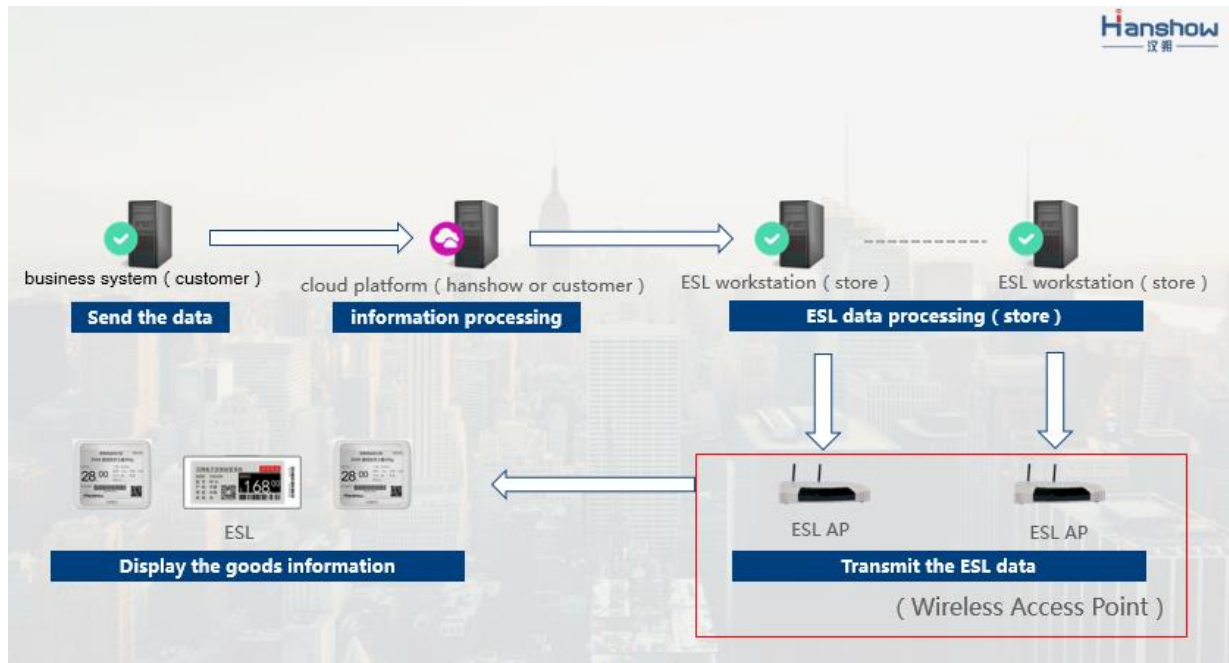 Hanshow
汉朔
business system ( customer )
cloud platform ( hanshow or customer )
ESL workstation ( store )
ESL workstation ( store )
Send the data
information processing
ESL data processing ( store )
28.00
168.00
28.00
Hanshow
ESL
ESL AP
ESL AP
Display the goods information
Transmit the ESL data
( Wireless Access Point )